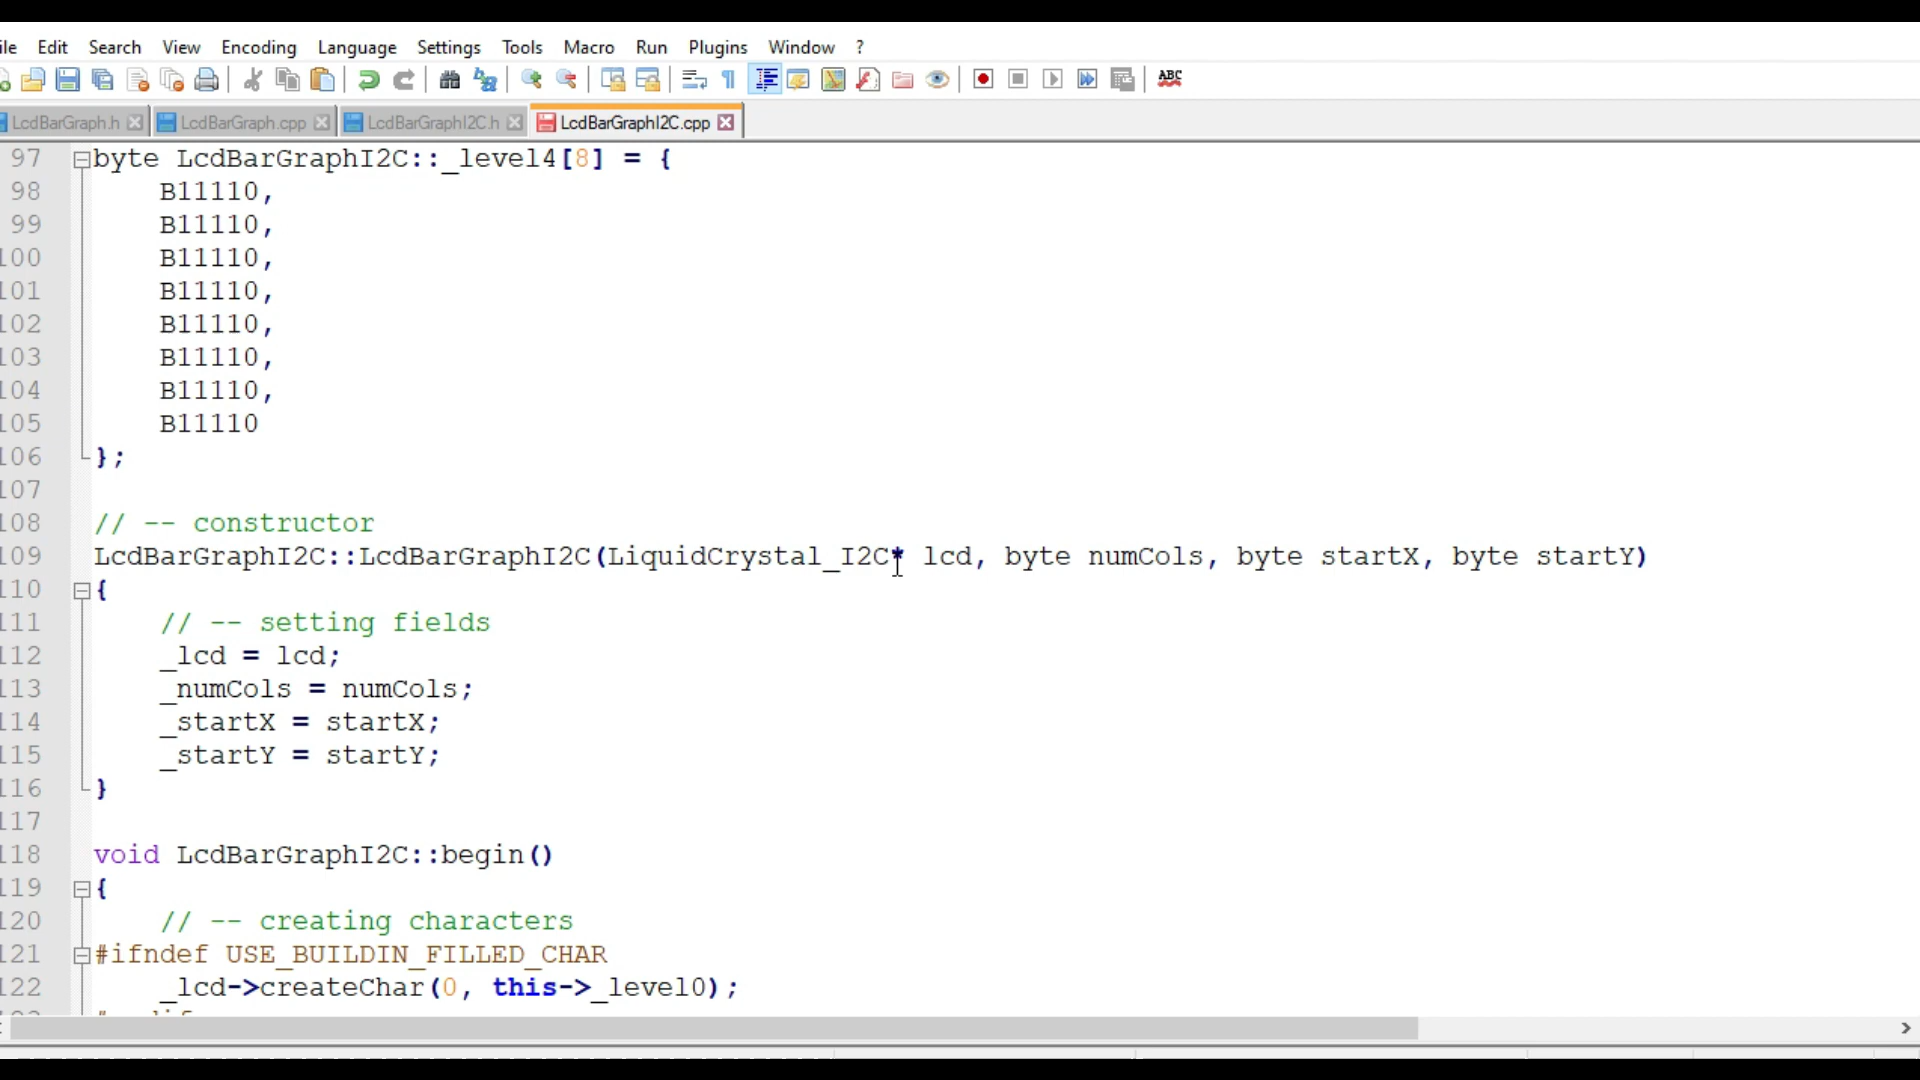 ile Edit Search View Encoding Language Settings Tools Macro Run Plugins Window ?
ABC
LcdBarGraph.h LcdBarGraph.cpp LcdBarGraphI2C.h LcdBarGraphI2C.cpp
97 byte LcdBarGraphI2C::_level4[8] = {
98 B11110,
99 B11110,
100 B11110,
101 B11110,
102 B11110,
103 B11110,
104 B11110,
105 B11110
106 };
107
108 // -- constructor
109 LcdBarGraphI2C::LcdBarGraphI2C(LiquidCrystal_I2C* lcd, byte numCols, byte startX, byte startY)
110 {
111 // -- setting fields
112 _lcd = lcd;
113 _numCols = numCols;
114 _startX = startX;
115 _startY = startY;
116 }
117
118 void LcdBarGraphI2C::begin()
119 {
120 // -- creating characters
121 #ifndef USE_BUILDIN_FILLED_CHAR
122 _lcd->createChar(0, this->_level0);